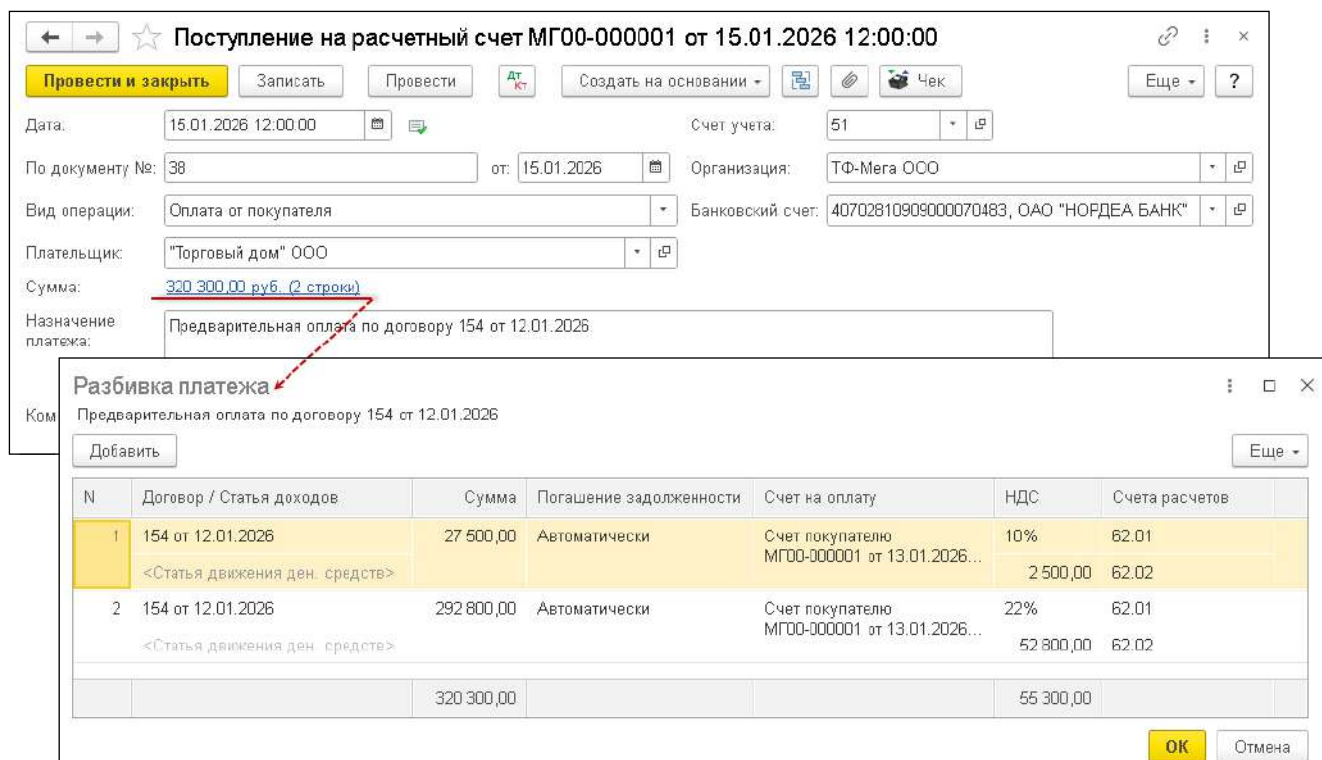 Поступление на расчетный счет МГ00-000001 от 15.01.2026 12:00:00
Провести и закрыть Записать Провести Дт Кт Создать на основании Чек Еще ?
Дата: 15.01.2026 12:00:00 Счет учета: 51
По документу №: 38 от: 15.01.2026 Организация: ТФ-Мега ООО
Вид операции: Оплата от покупателя Банковский счет: 40702810909000070483, ОАО "НОРДЕА БАНК"
Плательщик: "Торговый дом" ООО
Сумма: 320 300,00 руб. (2 строки)
Назначение платежа: Предварительная оплата по договору 154 от 12.01.2026
Разбивка платежа
Ком Предварительная оплата по договору 154 от 12.01.2026
Добавить Еще
N Договор / Статья доходов Сумма Погашение задолженности Счет на оплату НДС Счета расчетов
1 154 от 12.01.2026 27 500,00 Автоматически Счет покупателю 10% 62.01
МГ00-000001 от 13.01.2026...
<Статья движения ден. средств> 2 500,00 62.02
2 154 от 12.01.2026 292 800,00 Автоматически Счет покупателю 22% 62.01
МГ00-000001 от 13.01.2026...
<Статья движения ден. средств> 52 800,00 62.02
320 300,00 55 300,00
ОК Отмена